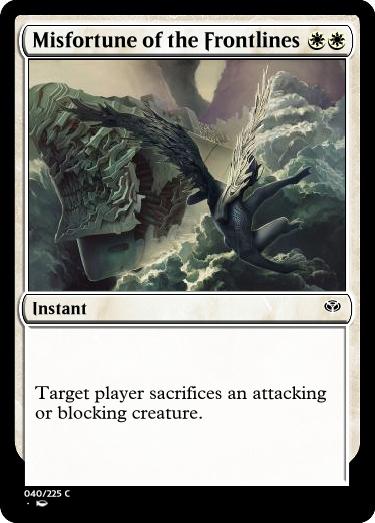 Misfortune of the Frontlines
Instant
Target player sacrifices an attacking
or blocking creature.
040/225 C